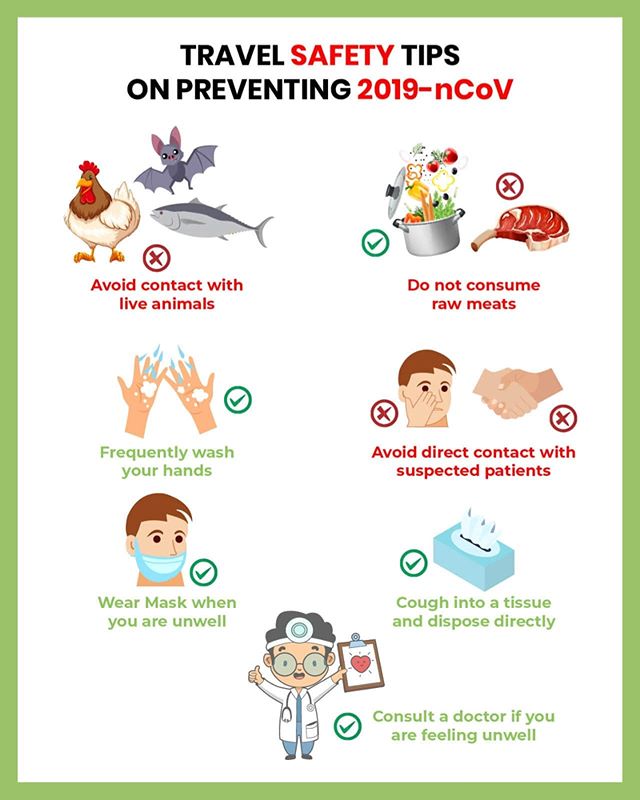 TRAVEL SAFETY TIPS
ON PREVENTING 2019-nCoV
Avoid contact with
live animals
Do not consume
raw meats
Frequently wash
your hands
Avoid direct contact with
suspected patients
Wear Mask when
you are unwell
Cough into a tissue
and dispose directly
Consult a doctor if you
are feeling unwell